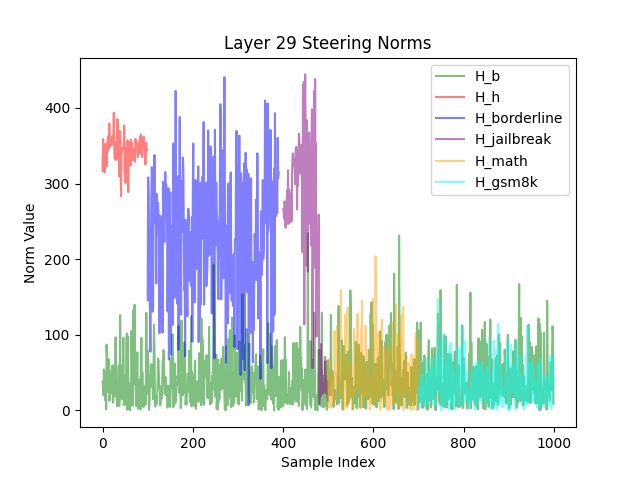 Layer 29 Steering Norms
Norm Value
400
300
200
100
0
H_b
H_h
H_borderline
H_jailbreak
H_math
H_gsm8k
0 200 400 600 800 1000
Sample Index